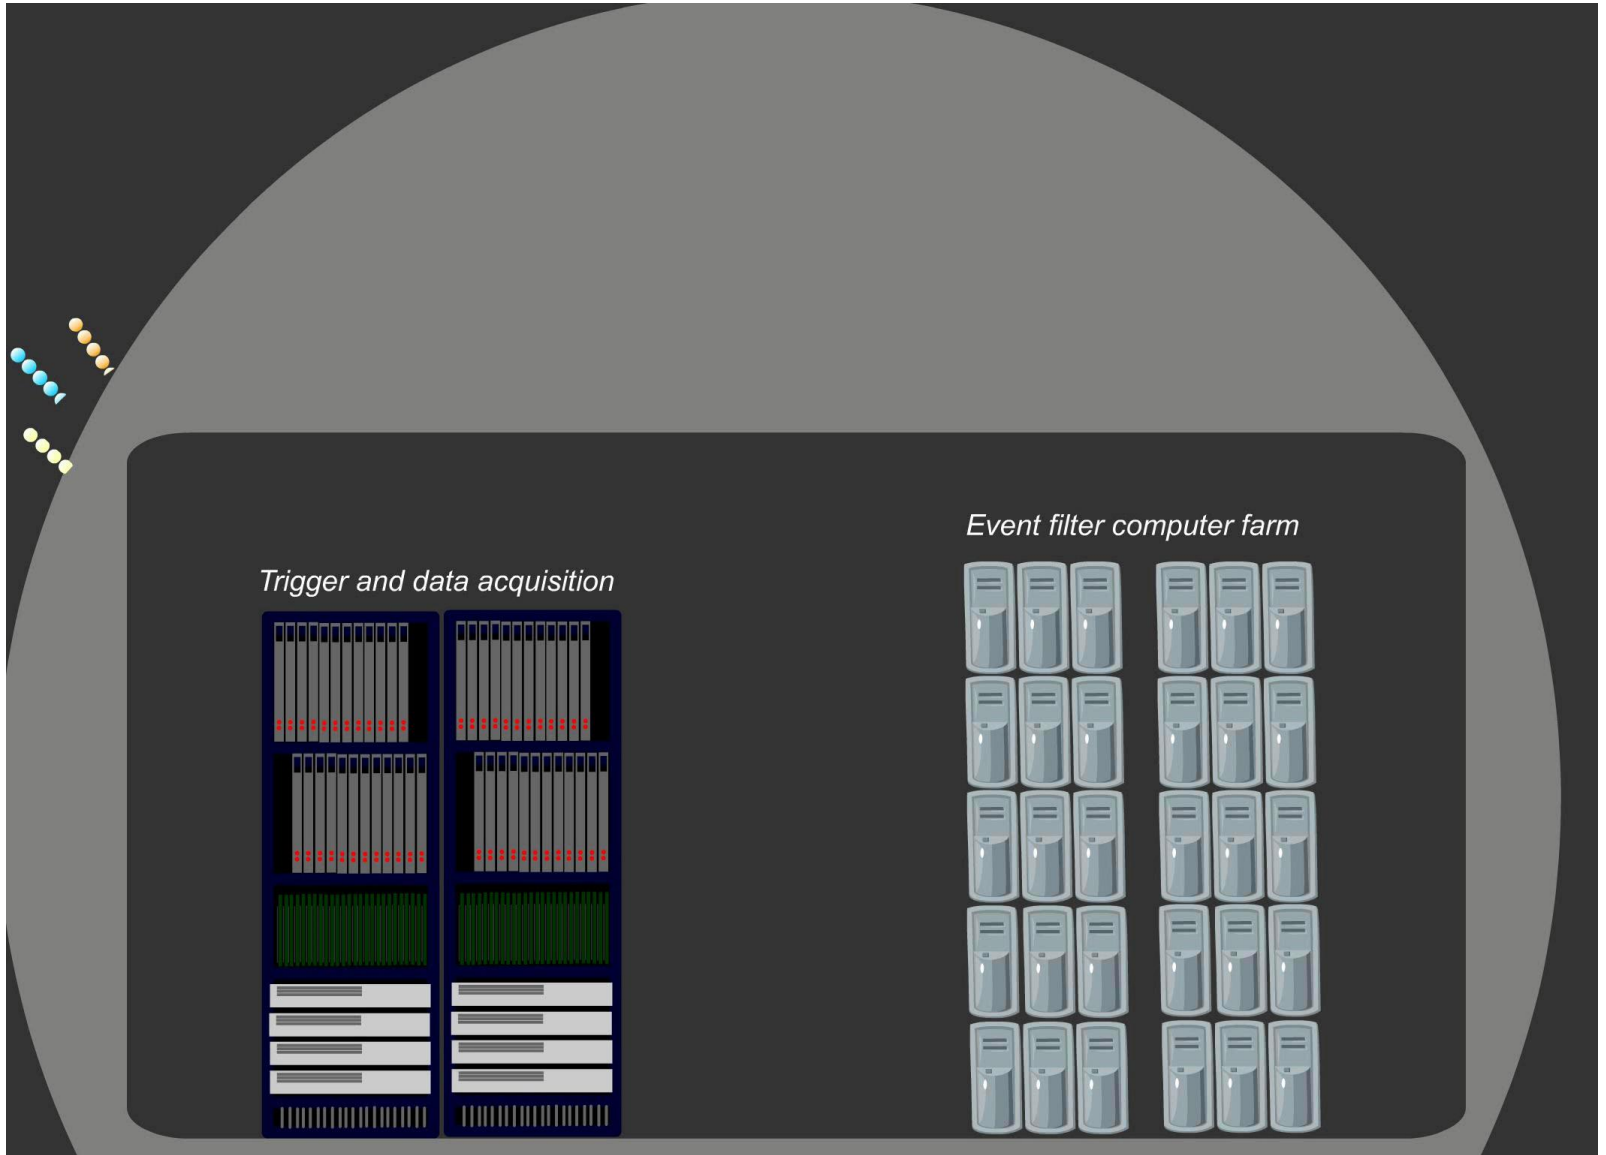 Event filter computer farm
Trigger and data acquisition